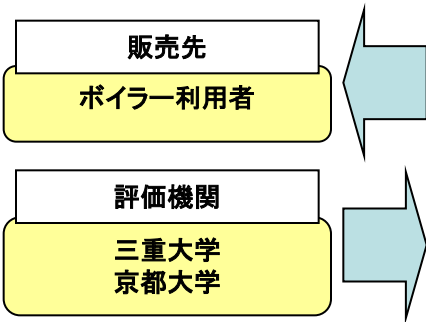 販売先
ボイラー利用者
評価機関
三重大学
京都大学